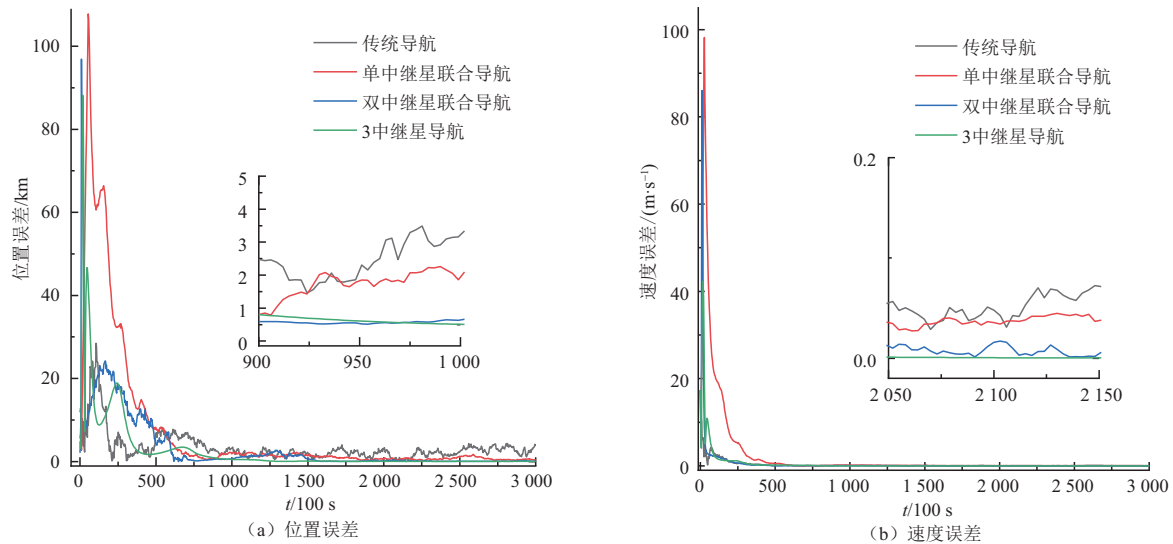 100
80
60
40
20
0
位置误差/km
传统导航
单中继星联合导航
双中继星联合导航
3中继星导航
5
4
3
2
1
0
900
950
1 000
0
500
1 000
1 500
2 000
2 500
3 000
t/100 s
（a）位置误差
100
80
60
40
20
0
速度误差/(m·s⁻¹)
传统导航
单中继星联合导航
双中继星联合导航
3中继星导航
0.2
0.0
2 050
2 100
2 150
0
500
1 000
1 500
2 000
2 500
3 000
t/100 s
（b）速度误差